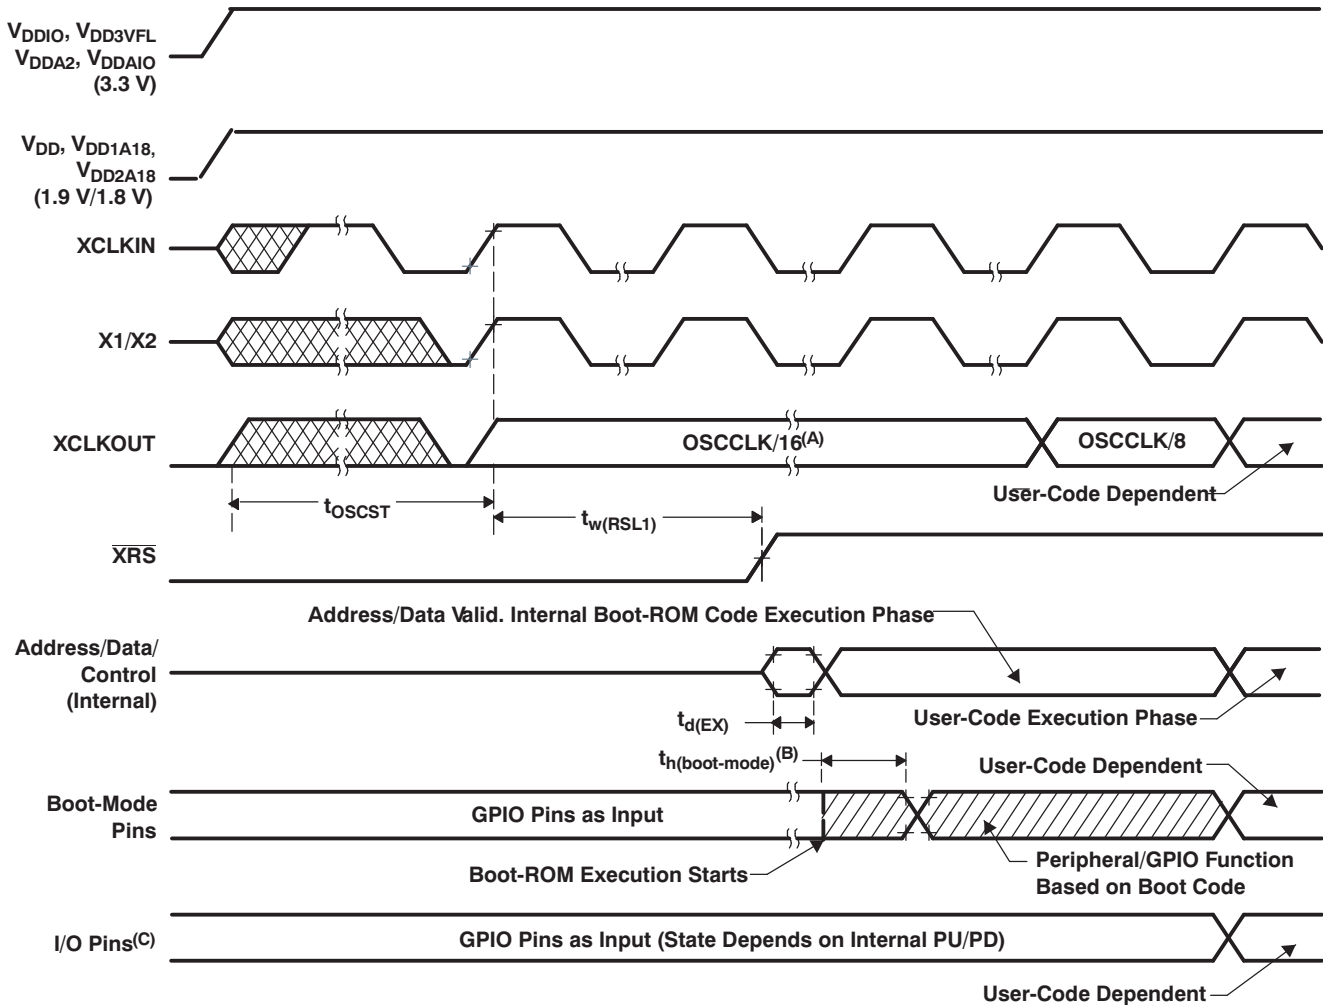 VDDIO, VDD3VFL
VDDA2, VDDAIO
(3.3 V)
VDD, VDD1A18,
VDD2A18
(1.9 V/1.8 V)
XCLKIN
X1/X2
XCLKOUT
OSCCLK/16(A)
OSCCLK/8
User-Code Dependent
tOSCST
tw(RSL1)
XRS
Address/Data Valid. Internal Boot-ROM Code Execution Phase
Address/Data/
Control
(Internal)
td(EX)
User-Code Execution Phase
th(boot-mode)(B)
User-Code Dependent
Boot-Mode
Pins
GPIO Pins as Input
Boot-ROM Execution Starts
Peripheral/GPIO Function
Based on Boot Code
I/O Pins(C)
GPIO Pins as Input (State Depends on Internal PU/PD)
User-Code Dependent